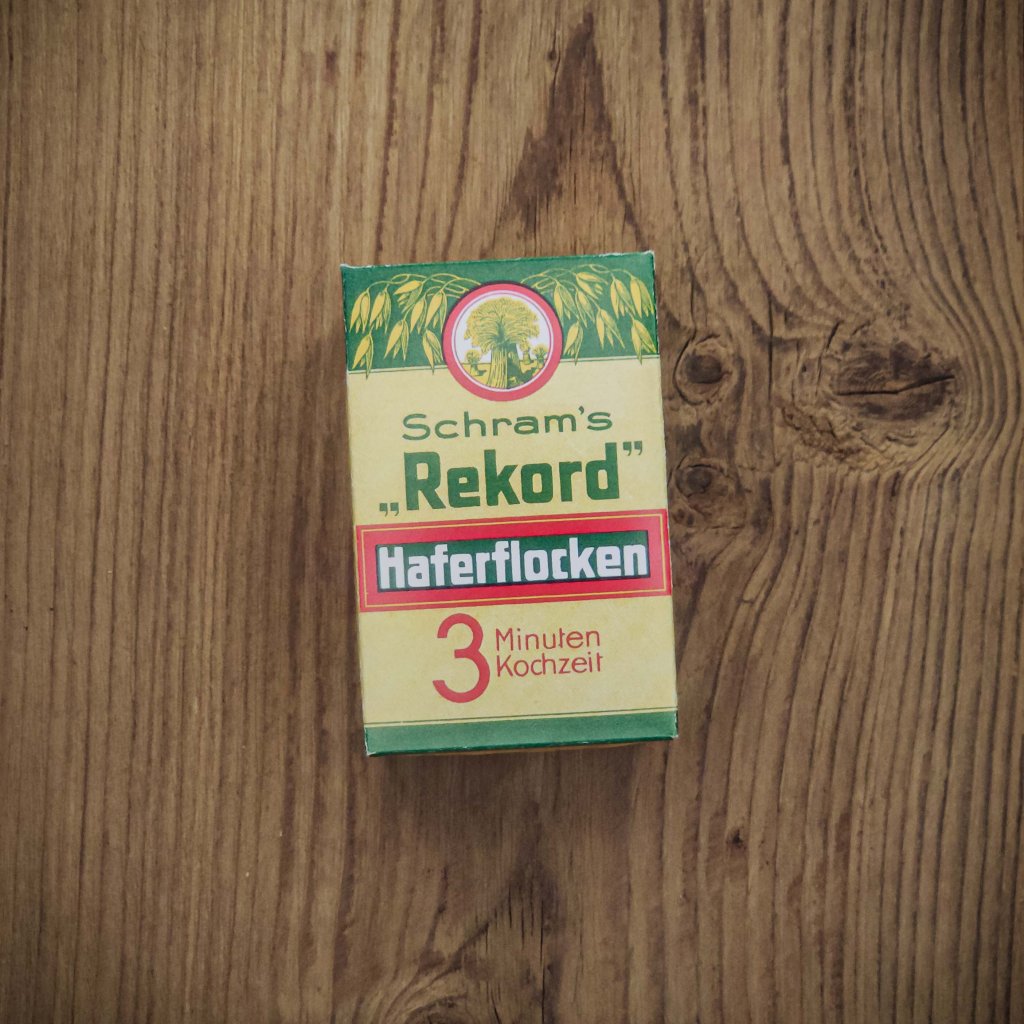 Schram's
„Rekord”
Haferflocken
3 Minuten
Kochzeit